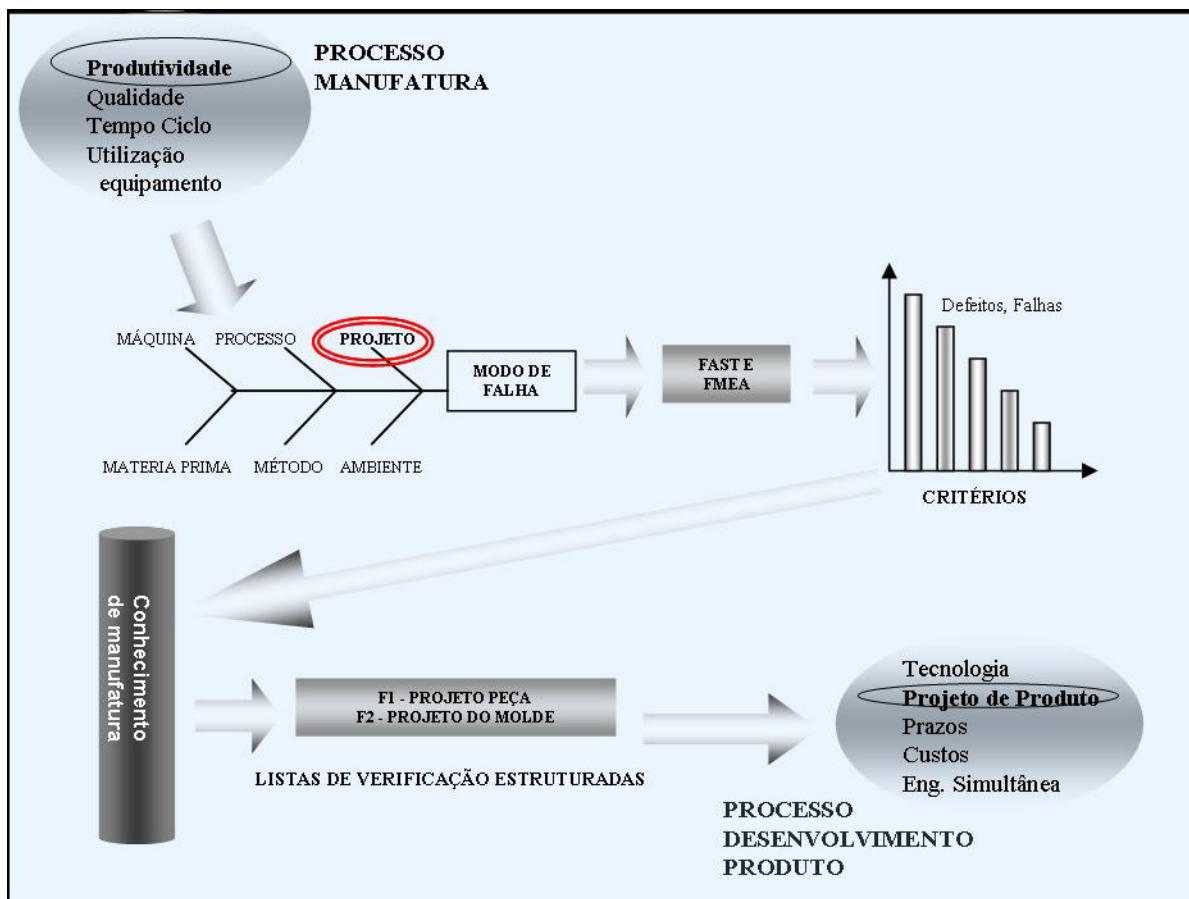 PROCESSO
MANUFATURA
Produtividade
Qualidade
Tempo Ciclo
Utilização
equipamento
MÁQUINA
PROCESSO
PROJETO
MODO DE
FALHA
MATERIA PRIMA
MÉTODO
AMBIENTE
FAST E
FMEA
Defeitos, Falhas
CRITÉRIOS
Conhecimento
de manufatura
F1 - PROJETO PEÇA
F2 - PROJETO DO MOLDE
LISTAS DE VERIFICAÇÃO ESTRUTURADAS
Tecnologia
Projeto de Produto
Prazos
Custos
Eng. Simultânea
PROCESSO
DESENVOLVIMENTO
PRODUTO